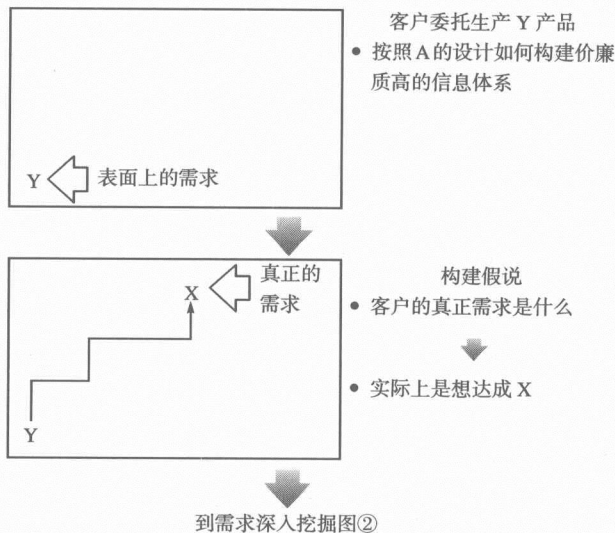 客户委托生产 Y 产品
• 按照A的设计如何构建价廉
质高的信息体系
Y
表面上的需求
真正的
需求
X
Y
构建假说
• 客户的真正需求是什么
• 实际上是想达成 X
到需求深入挖掘图②